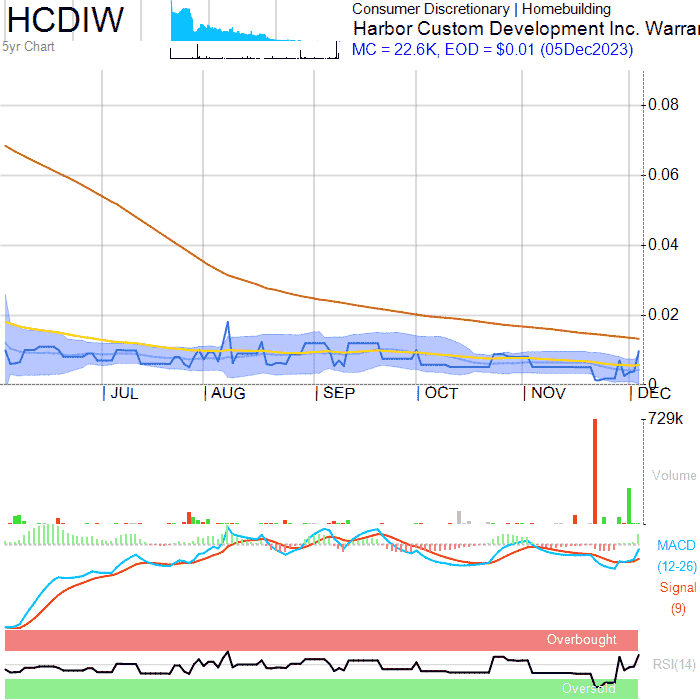 HCDIW
5yr Chart
Consumer Discretionary | Homebuilding
Harbor Custom Development Inc. Warrar
MC = 22.6K, EOD = $0.01 (05Dec2023)
0.08
0.06
0.04
0.02
0
JUL
AUG
SEP
OCT
NOV
DEC
729k
Volume
MACD
(12-26)
Signal
(9)
Overbought
RSI(14)
Oversold